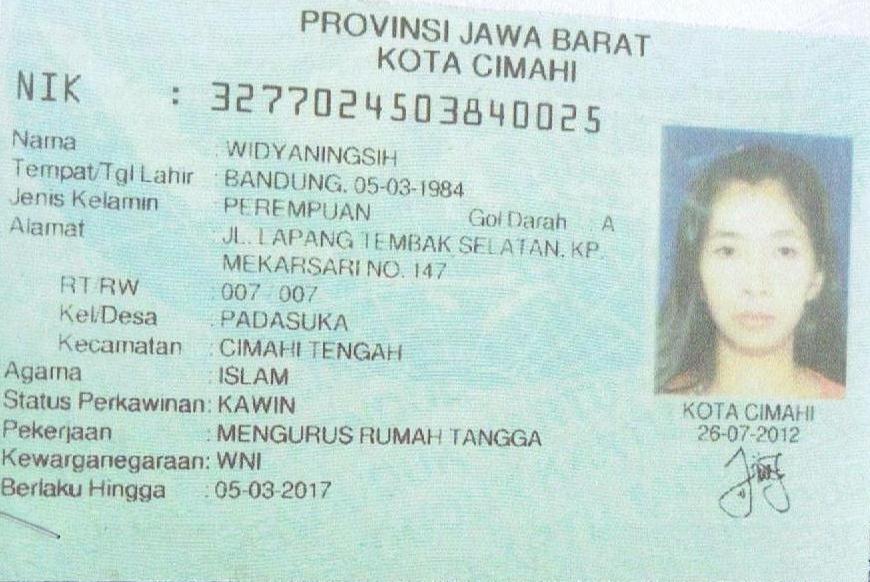 PROVINSI JAWA BARAT
KOTA CIMAHI
NIK : 3277024503840025
Nama : WIDYANINGSIH
Tempat/Tgl Lahir : BANDUNG, 05-03-1984
Jenis Kelamin : PEREMPUAN Gol Darah : A
Alamat : JL. LAPANG TEMBAK SELATAN. KP.
MEKARSARI NO. 147
RT/RW : 007 / 007
Kel/Desa : PADASUKA
Kecamatan : CIMAHI TENGAH
Agama : ISLAM
Status Perkawinan: KAWIN
Pekerjaan : MENGURUS RUMAH TANGGA
Kewarganegaraan: WNI
Berlaku Hingga : 05-03-2017
KOTA CIMAHI
26-07-2012